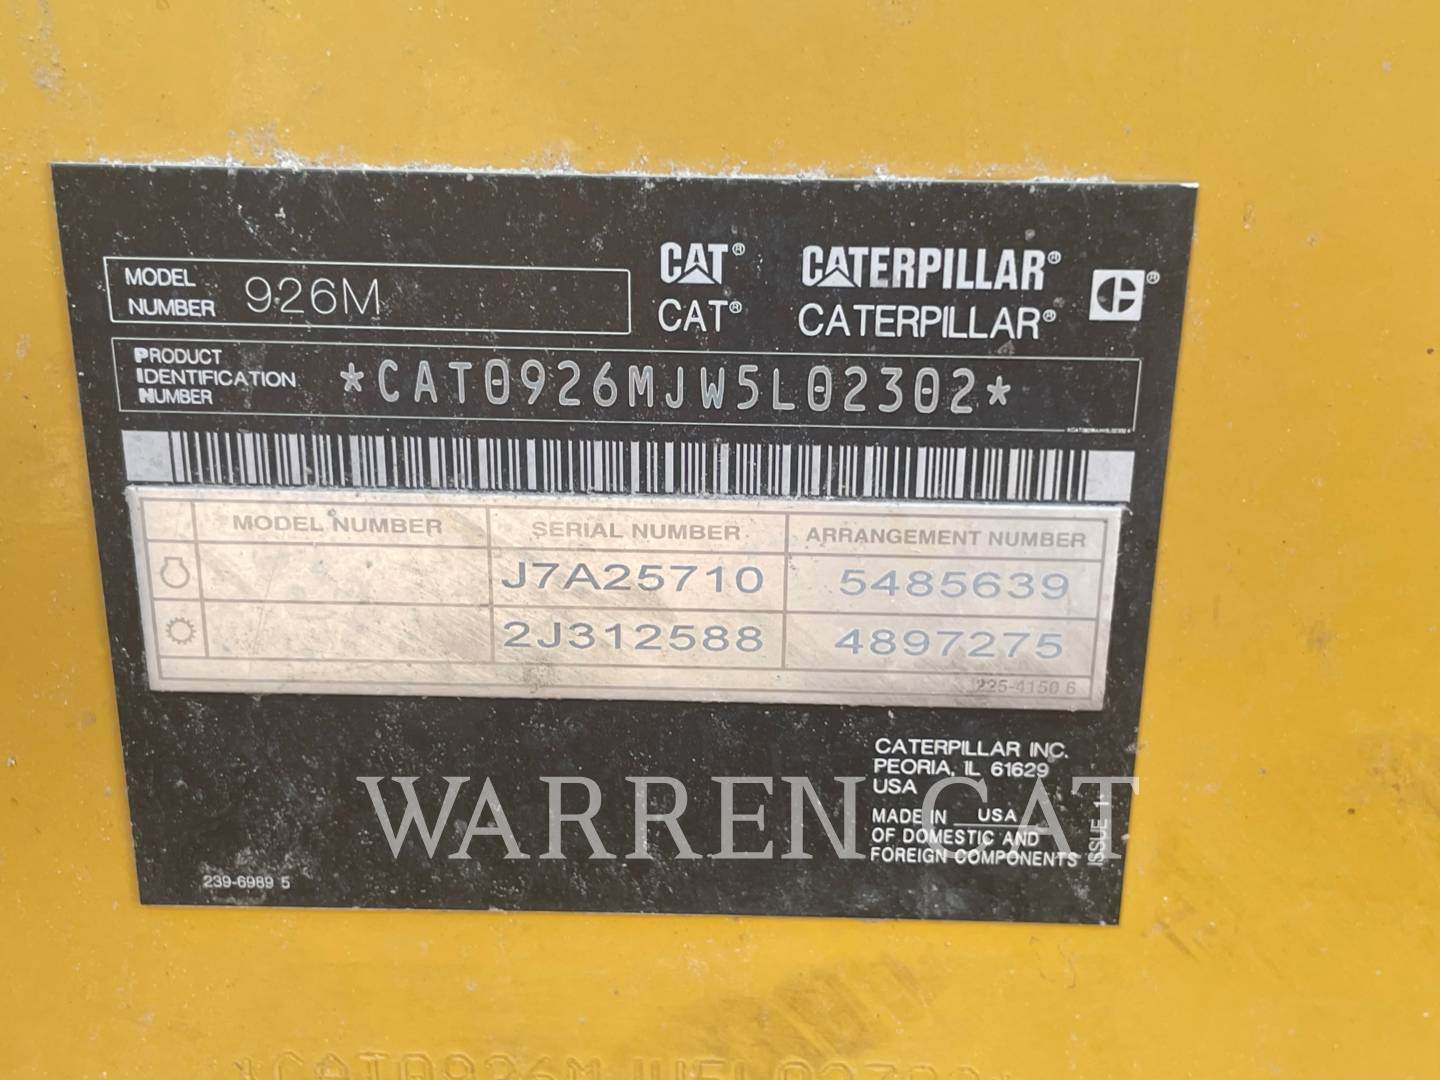 MODEL NUMBER 926M
CAT® CATERPILLAR®
CAT® CATERPILLAR®
PRODUCT IDENTIFICATION NUMBER *CAT0926MJW5L02302*
MODEL NUMBER SERIAL NUMBER ARRANGEMENT NUMBER
J7A25710 5485639
2J312588 4897275
225-4150 6
CATERPILLAR INC.
PEORIA, IL 61629
USA
MADE IN USA
OF DOMESTIC AND
FOREIGN COMPONENTS
ISSUE 1
239-6989 5
WARREN CAT
*CAT0926MJW5L02302*